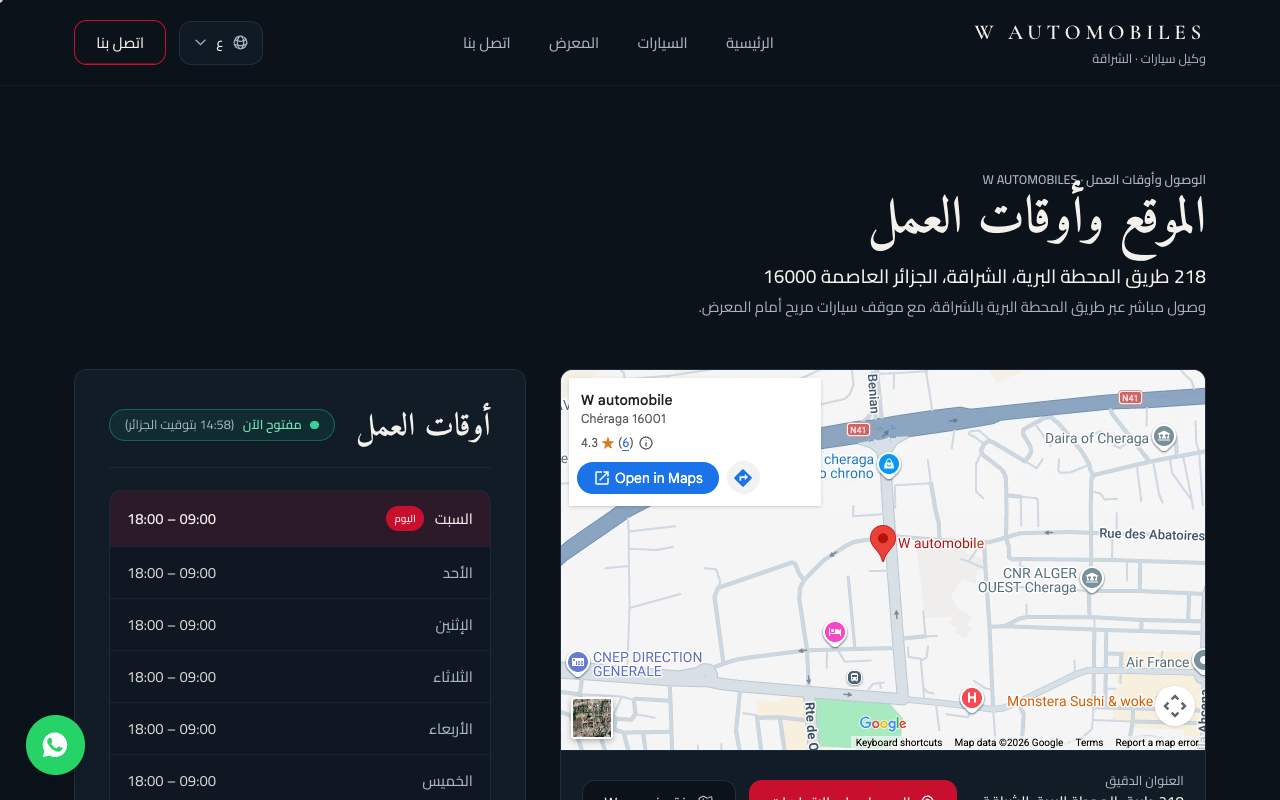 W AUTOMOBILES
وكيل سيارات · الشراقة
الرئيسية
السيارات
المعرض
اتصل بنا
ع
اتصل بنا
الوصول وأوقات العمل · W AUTOMOBILES
الموقع وأوقات العمل
218 طريق المحطة البرية، الشراقة، الجزائر العاصمة 16000
وصول مباشر عبر طريق المحطة البرية بالشراقة، مع موقف سيارات مريح أمام المعرض.
W automobile
Chéraga 16001
4.3 ★ (6)
Open in Maps
Benian
N41
N41
Daira of Cheraga
cheraga
o chrono
W automobile
Rue des Abatoires
CNR ALGER
OUEST Cheraga
CNEP DIRECTION
GENERALE
Air France
H
Monstera Sushi & woke
Rte de O
Google
Keyboard shortcuts
Map data ©2026 Google
Terms
Report a map error
العنوان الدقيق
أوقات العمل
مفتوح الآن (14:58 بتوقيت الجزائر)
السبت اليوم 09:00 – 18:00
الأحد 09:00 – 18:00
الإثنين 09:00 – 18:00
الثلاثاء 09:00 – 18:00
الأربعاء 09:00 – 18:00
الخميس 09:00 – 18:00